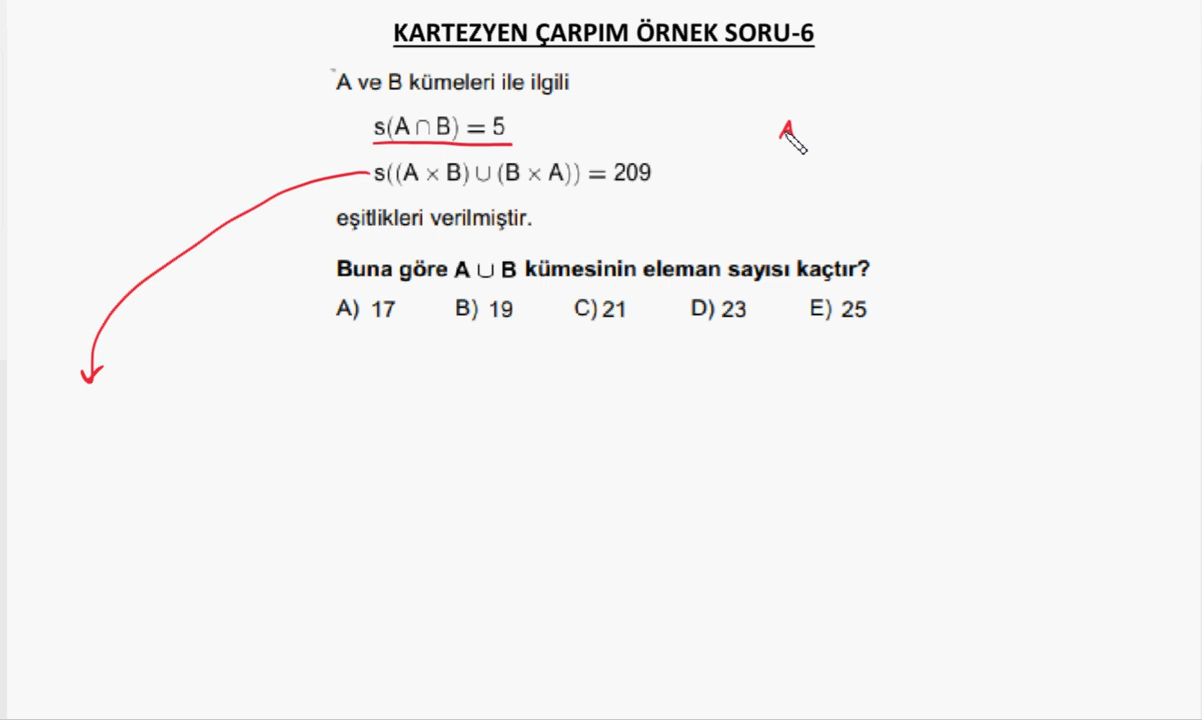 KARTEZYEN ÇARPIM ÖRNEK SORU-6
A ve B kümeleri ile ilgili
s(A ∩ B) = 5
A
s((A × B) ∪ (B × A)) = 209
eşitlikleri verilmiştir.
Buna göre A ∪ B kümesinin eleman sayısı kaçtır?
A) 17 B) 19 C) 21 D) 23 E) 25